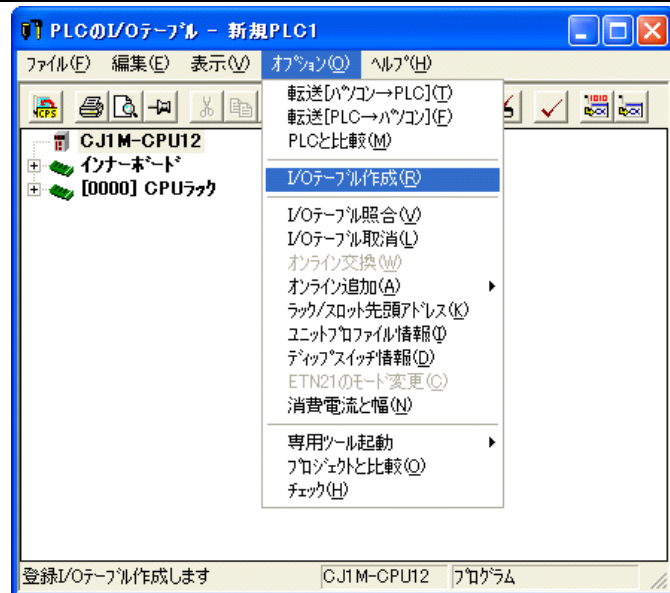 PLCのI/Oテーブル - 新規PLC1
ファイル(F) 編集(E) 表示(V) オプション(O) ヘルプ(H)
CJ1M-CPU12
インナーボード
[0000] CPUラック
転送[パソコン→PLC](T)
転送[PLC→パソコン](F)
PLCと比較(M)
I/Oテーブル作成(R)
I/Oテーブル照合(V)
I/Oテーブル取消(L)
オンライン交換(W)
オンライン追加(A)
ラック/スロット先頭アドレス(K)
ユニットプロファイル情報(I)
ディップスイッチ情報(D)
ETN21のモード変更(C)
消費電流と幅(N)
専用ツール起動
プロジェクトと比較(O)
チェック(H)
登録I/Oテーブル作成します CJ1M-CPU12 プログラム